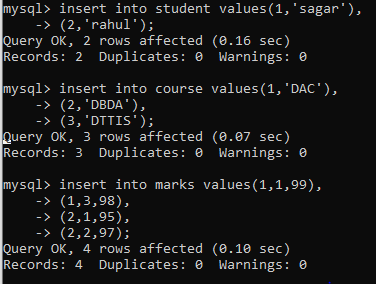 mysql> insert into student values(1,'sagar'),
    -> (2,'rahul');
Query OK, 2 rows affected (0.16 sec)
Records: 2  Duplicates: 0  Warnings: 0

mysql> insert into course values(1,'DAC'),
    -> (2,'DBDA'),
    -> (3,'DTTIS');
Query OK, 3 rows affected (0.07 sec)
Records: 3  Duplicates: 0  Warnings: 0

mysql> insert into marks values(1,1,99),
    -> (1,3,98),
    -> (2,1,95),
    -> (2,2,97);
Query OK, 4 rows affected (0.10 sec)
Records: 4  Duplicates: 0  Warnings: 0